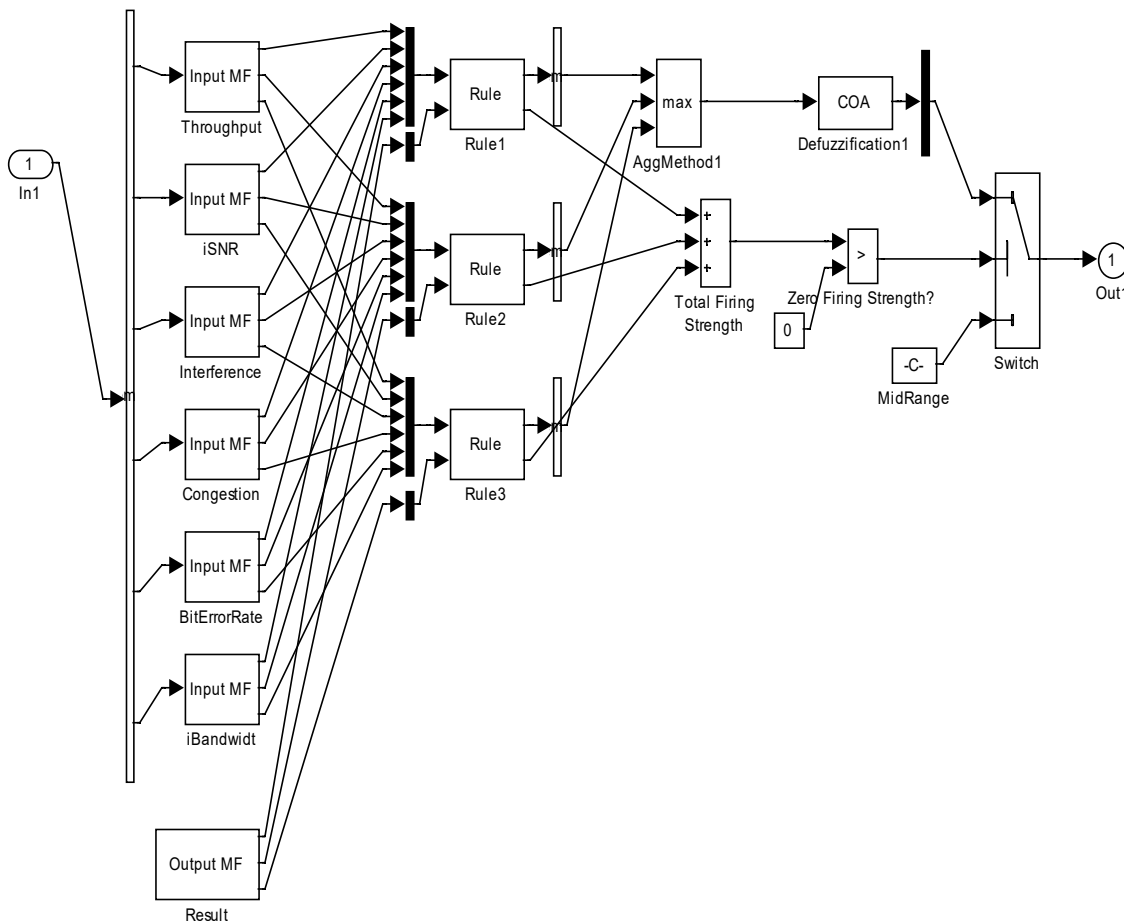 1
In1
m
Input MF
Throughput
Input MF
iSNR
Input MF
Interference
Input MF
Congestion
Input MF
BitErrorRate
Input MF
iBandwidt
Output MF
Result
Rule
Rule1
Rule
Rule2
Rule
Rule3
m
m
m
max
AggMethod1
+
+
+
Total Firing
Strength
COA
Defuzzification1
>
Zero Firing Strength?
0
-C-
MidRange
Switch
1
Out1